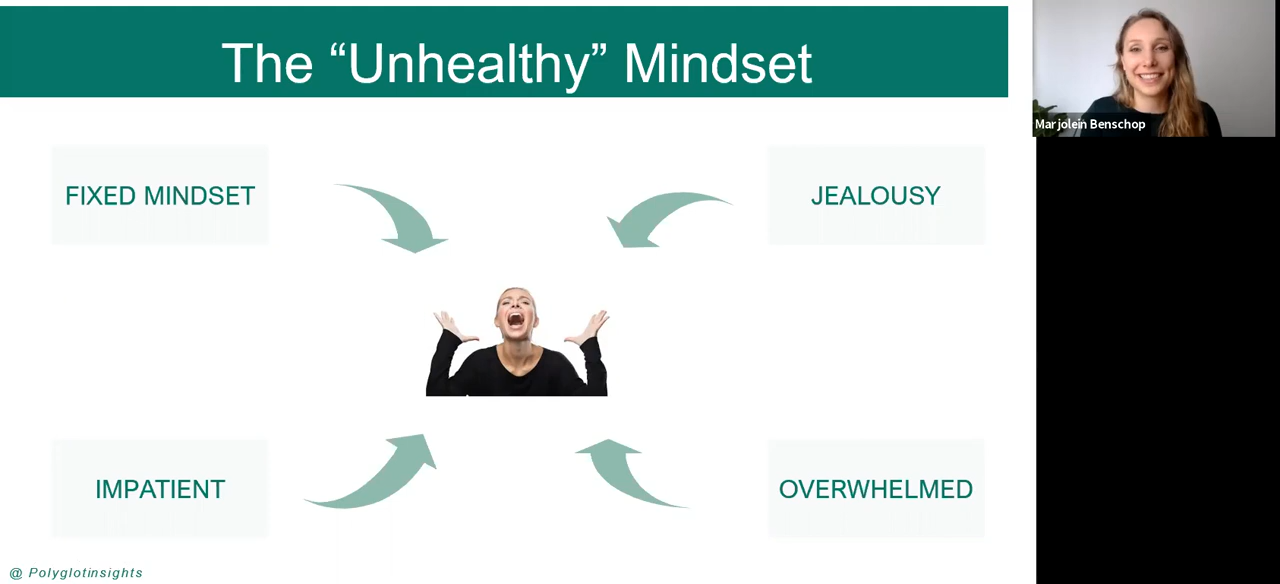 The “Unhealthy” Mindset
Marjolein Benschop
FIXED MINDSET
JEALOUSY
IMPATIENT
OVERWHELMED
@ Polyglotinsights